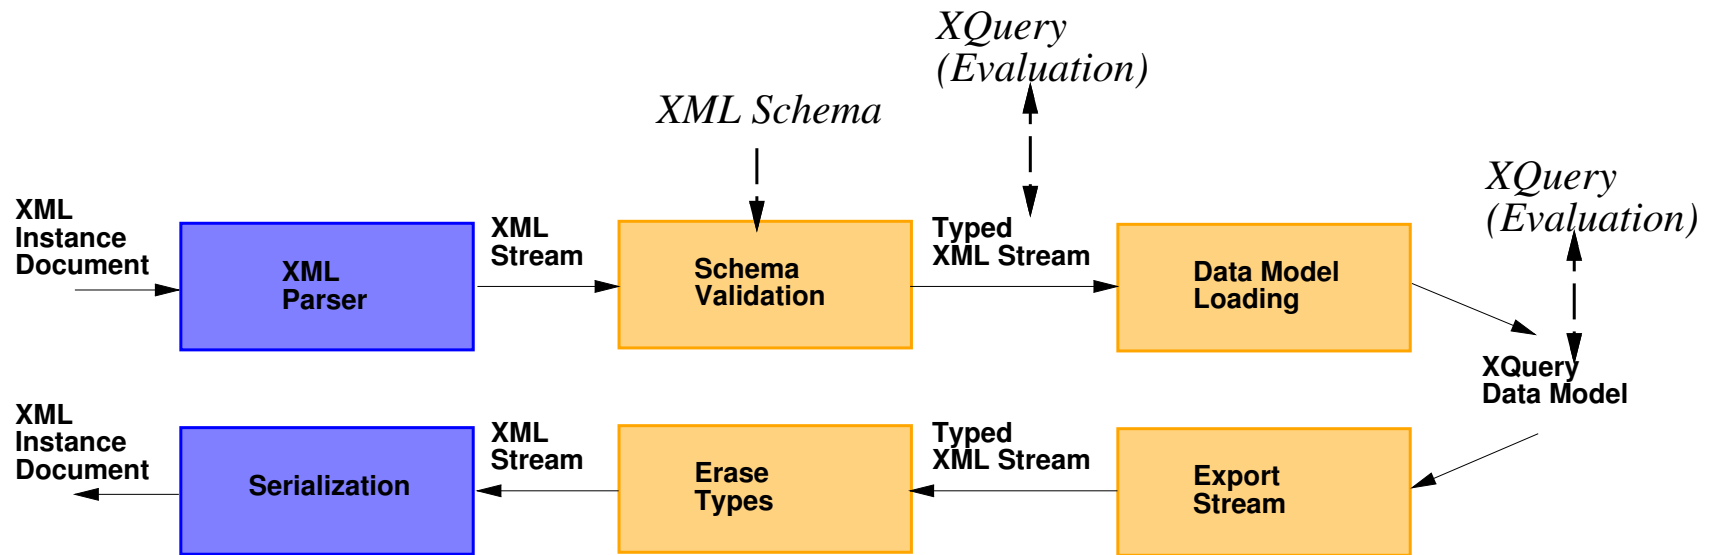 XQuery
(Evaluation)
XML Schema
XQuery
(Evaluation)
XML
Instance
Document
XML
Parser
XML
Stream
Schema
Validation
Typed
XML Stream
Data Model
Loading
XQuery
Data Model
XML
Instance
Document
Serialization
XML
Stream
Erase
Types
Typed
XML Stream
Export
Stream